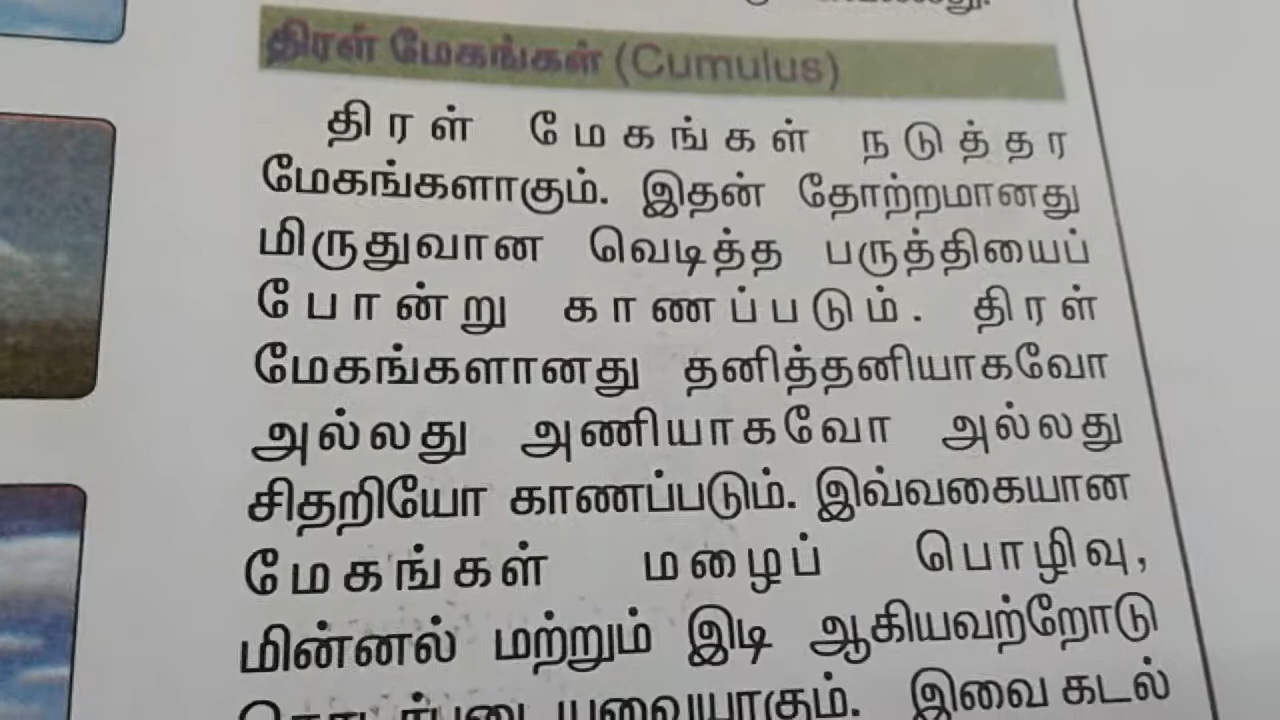 திரள் மேகங்கள் (Cumulus)
திரள் மேகங்கள் நடுத்தர
மேகங்களாகும். இதன் தோற்றமானது
மிருதுவான வெடித்த பருத்தியைப்
போன்று காணப்படும். திரள்
மேகங்களானது தனித்தனியாகவோ
அல்லது அணியாகவோ அல்லது
சிதறியோ காணப்படும். இவ்வகையான
மேகங்கள் மழைப் பொழிவு,
மின்னல் மற்றும் இடி ஆகியவற்றோடு
இவை கடல்